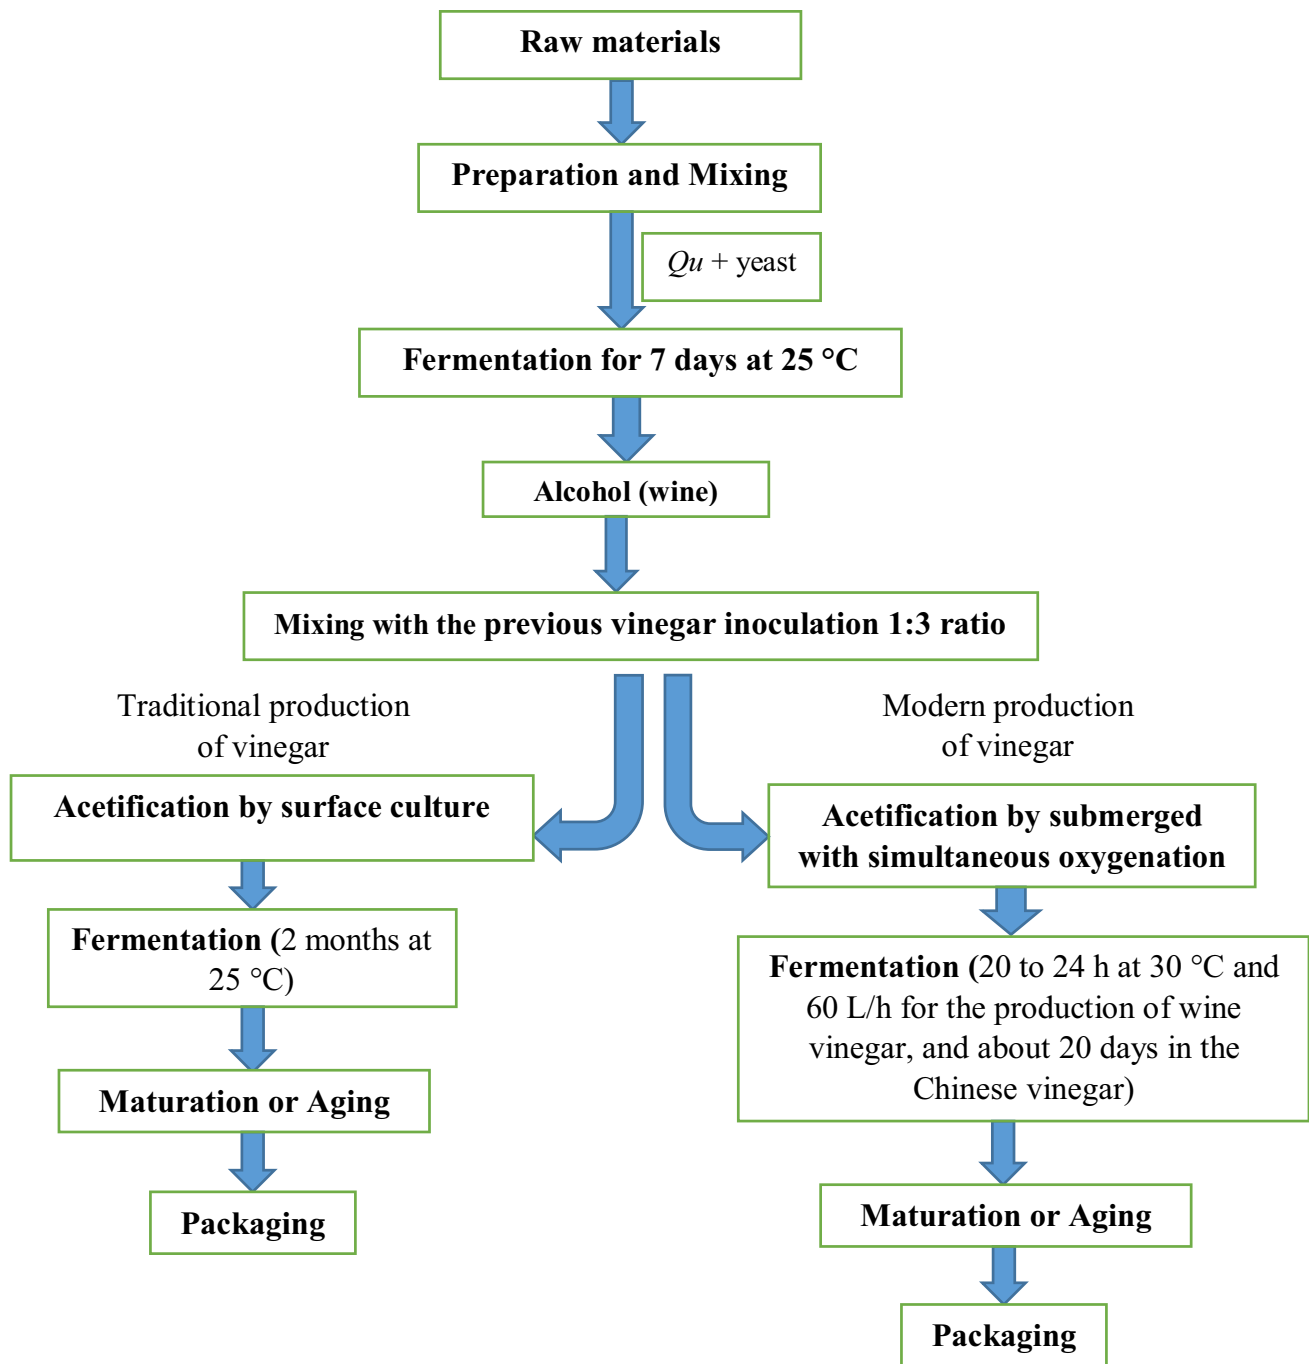 Raw materials
Preparation and Mixing
Qu + yeast
Fermentation for 7 days at 25 °C
Alcohol (wine)
Mixing with the previous vinegar inoculation 1:3 ratio
Traditional production
of vinegar
Acetification by surface culture
Fermentation (2 months at
25 °C)
Maturation or Aging
Packaging
Modern production
of vinegar
Acetification by submerged
with simultaneous oxygenation
Fermentation (20 to 24 h at 30 °C and
60 L/h for the production of wine
vinegar, and about 20 days in the
Chinese vinegar)
Maturation or Aging
Packaging